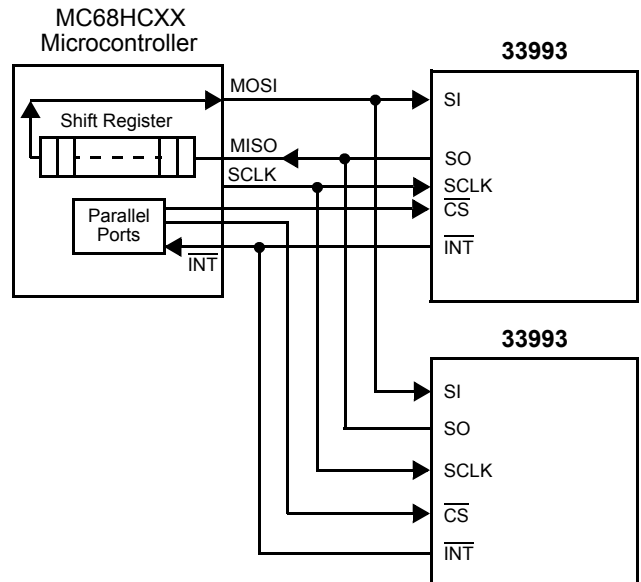 MC68HCXX
Microcontroller
MOSI
Shift Register
MISO
SCLK
Parallel
Ports
INT
33993
SI
SO
SCLK
CS
INT
33993
SI
SO
SCLK
CS
INT